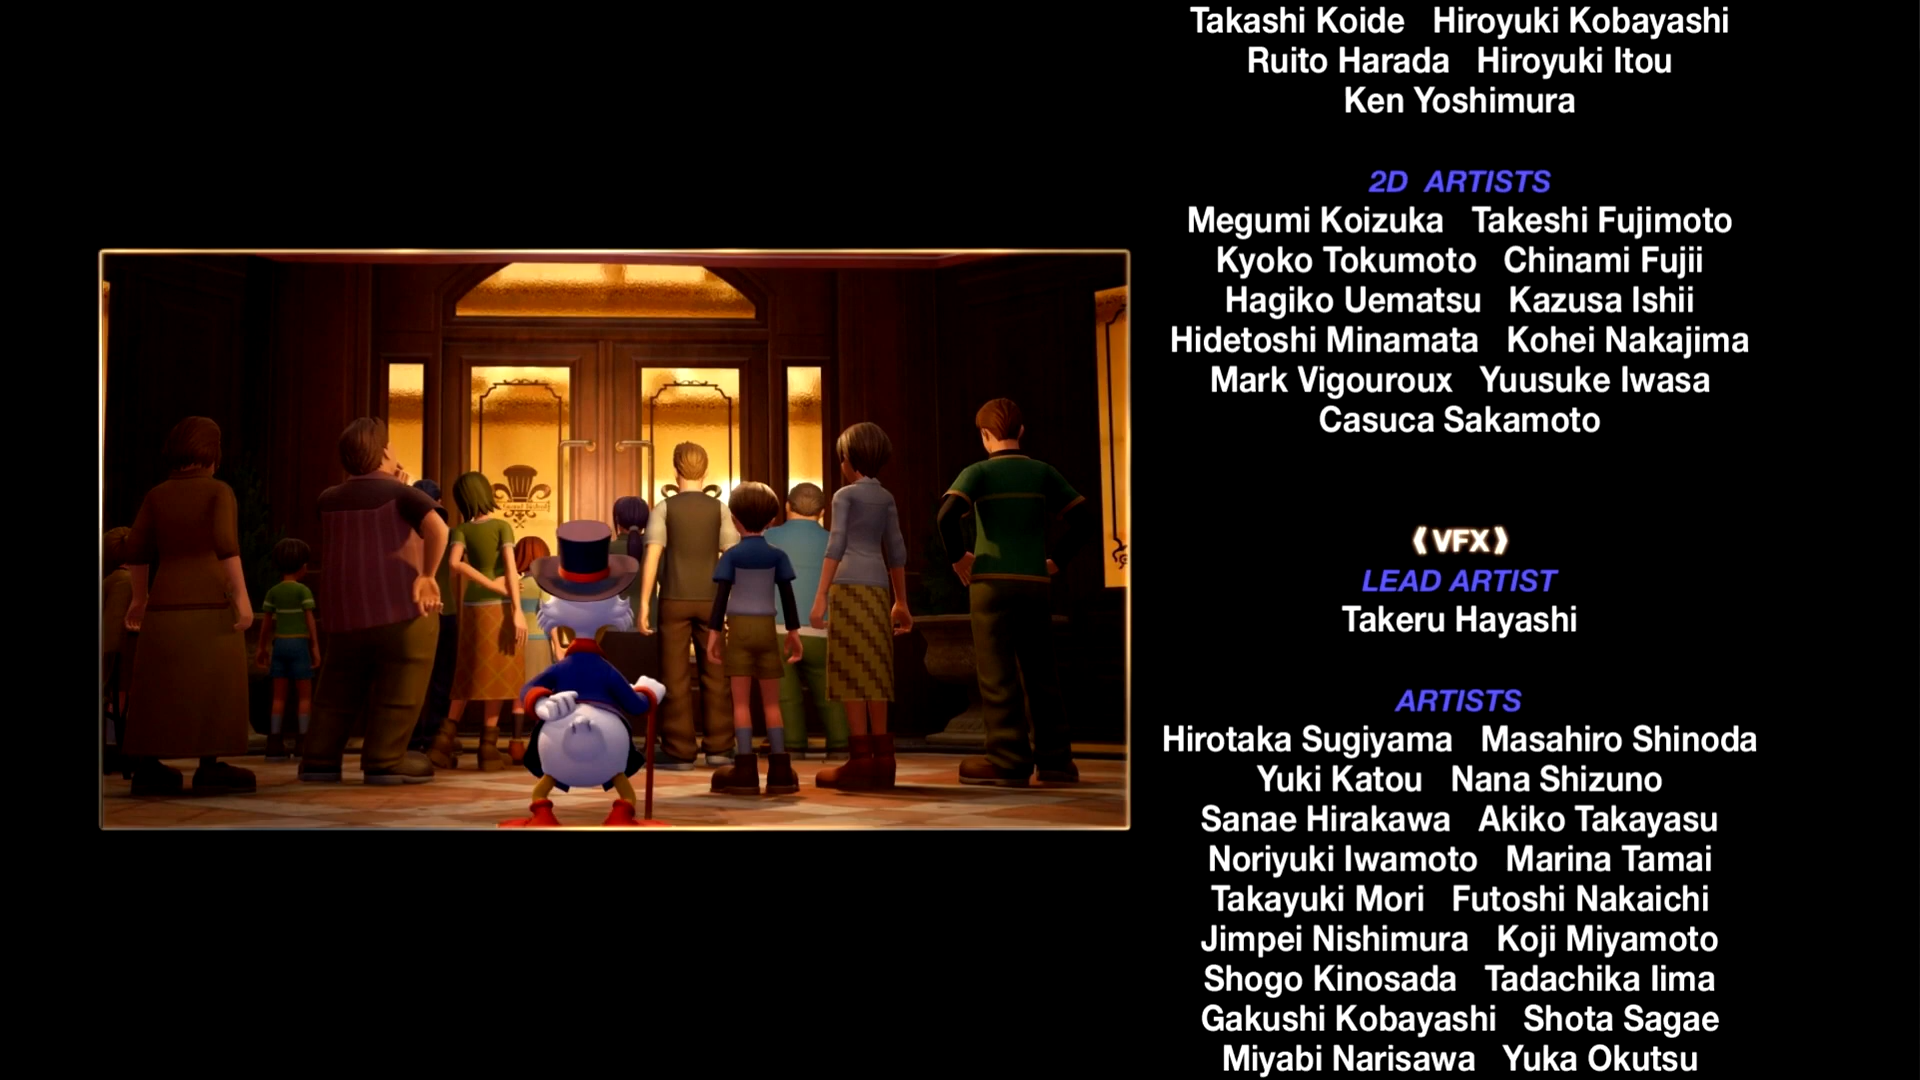 Takashi Koide Hiroyuki Kobayashi
Ruito Harada Hiroyuki Itou
Ken Yoshimura
2D ARTISTS
Megumi Koizuka Takeshi Fujimoto
Kyoko Tokumoto Chinami Fujii
Hagiko Uematsu Kazusa Ishii
Hidetoshi Minamata Kohei Nakajima
Mark Vigouroux Yuusuke Iwasa
Casuca Sakamoto
❰VFX❱
LEAD ARTIST
Takeru Hayashi
ARTISTS
Hirotaka Sugiyama Masahiro Shinoda
Yuki Katou Nana Shizuno
Sanae Hirakawa Akiko Takayasu
Noriyuki Iwamoto Marina Tamai
Takayuki Mori Futoshi Nakaichi
Jimpei Nishimura Koji Miyamoto
Shogo Kinosada Tadachika Iima
Gakushi Kobayashi Shota Sagae
Miyabi Narisawa Yuka Okutsu